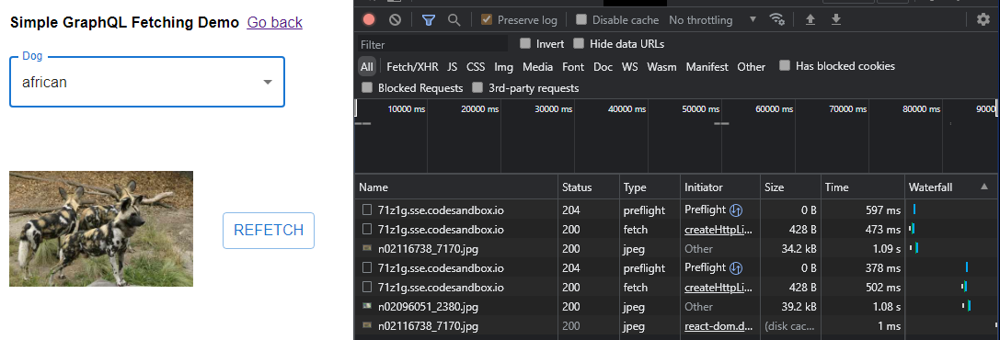 Simple GraphQL Fetching Demo Go back
Dog
african
REFETCH
Preserve log Disable cache No throttling
Filter Invert Hide data URLs
All Fetch/XHR JS CSS Img Media Font Doc WS Wasm Manifest Other Has blocked cookies
Blocked Requests 3rd-party requests
10000 ms 20000 ms 30000 ms 40000 ms 50000 ms 60000 ms 70000 ms 80000 ms 9000
Name Status Type Initiator Size Time Waterfall
71z1g.sse.codesandbox.io 204 preflight Preflight 0 B 597 ms
71z1g.sse.codesandbox.io 200 fetch createHttpLi... 428 B 473 ms
n02116738_7170.jpg 200 jpeg Other 34.2 kB 1.09 s
71z1g.sse.codesandbox.io 204 preflight Preflight 0 B 378 ms
71z1g.sse.codesandbox.io 200 fetch createHttpLi... 428 B 502 ms
n02096051_2380.jpg 200 jpeg Other 39.2 kB 1.08 s
n02116738_7170.jpg 200 jpeg react-dom.d... (disk cac... 1 ms